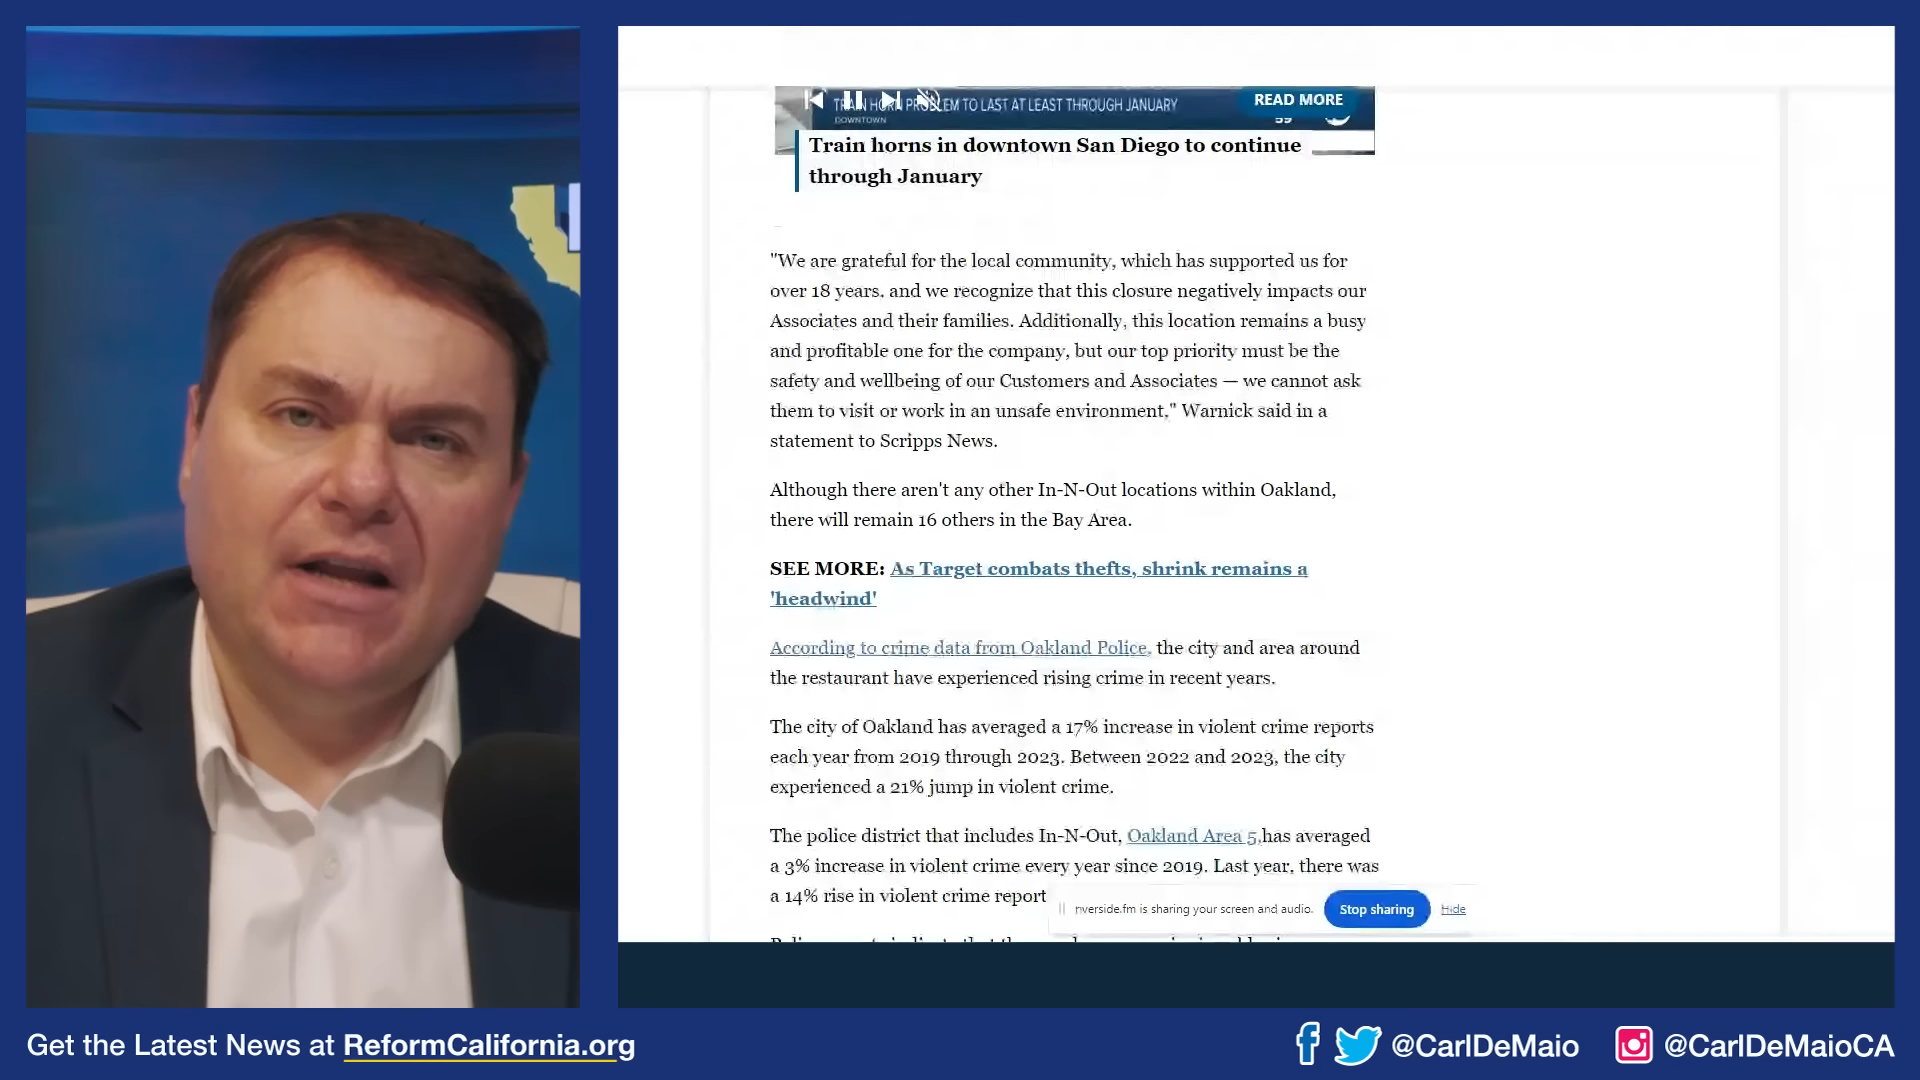 TRAIN HORN PROBLEM TO LAST AT LEAST THROUGH JANUARY
DOWNTOWN
READ MORE
59
Train horns in downtown San Diego to continue
through January
"We are grateful for the local community, which has supported us for
over 18 years, and we recognize that this closure negatively impacts our
Associates and their families. Additionally, this location remains a busy
and profitable one for the company, but our top priority must be the
safety and wellbeing of our Customers and Associates — we cannot ask
them to visit or work in an unsafe environment," Warnick said in a
statement to Scripps News.
Although there aren't any other In-N-Out locations within Oakland,
there will remain 16 others in the Bay Area.
SEE MORE: As Target combats thefts, shrink remains a
'headwind'
According to crime data from Oakland Police, the city and area around
the restaurant have experienced rising crime in recent years.
The city of Oakland has averaged a 17% increase in violent crime reports
each year from 2019 through 2023. Between 2022 and 2023, the city
experienced a 21% jump in violent crime.
The police district that includes In-N-Out, Oakland Area 5,has averaged
a 3% increase in violent crime every year since 2019. Last year, there was
a 14% rise in violent crime report
riverside.fm is sharing your screen and audio.
Stop sharing
Hide
Get the Latest News at ReformCalifornia.org
@CarlDeMaio
@CarlDeMaioCA